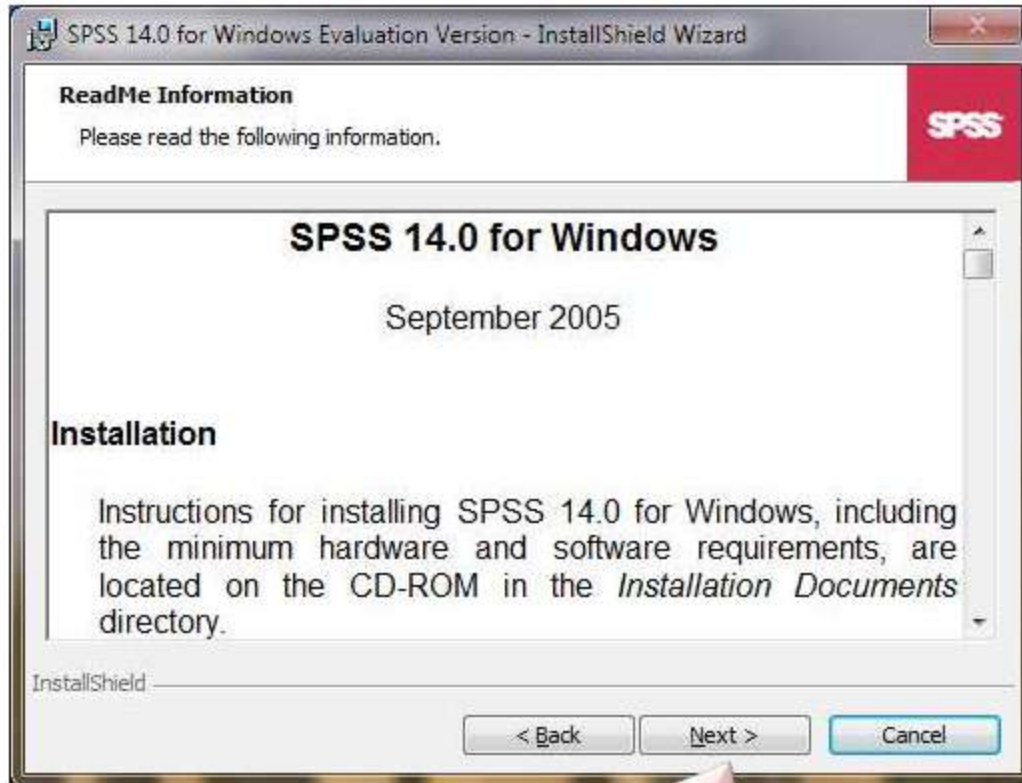 SPSS 14.0 for Windows Evaluation Version - InstallShield Wizard
ReadMe Information
Please read the following information.
SPSS
SPSS 14.0 for Windows
September 2005
Installation
Instructions for installing SPSS 14.0 for Windows, including
the minimum hardware and software requirements, are
located on the CD-ROM in the Installation Documents
directory.
InstallShield
< Back Next > Cancel